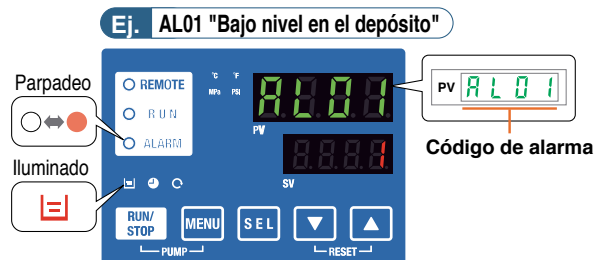 Ej. AL01 "Bajo nivel en el depósito"
Parpadeo
REMOTE
RUN
ALARM
Iluminado
°C °F
MPa PSI
AL01
PV
1
SV
PV AL01
Código de alarma
RUN/
STOP
MENU
SEL
PUMP
RESET